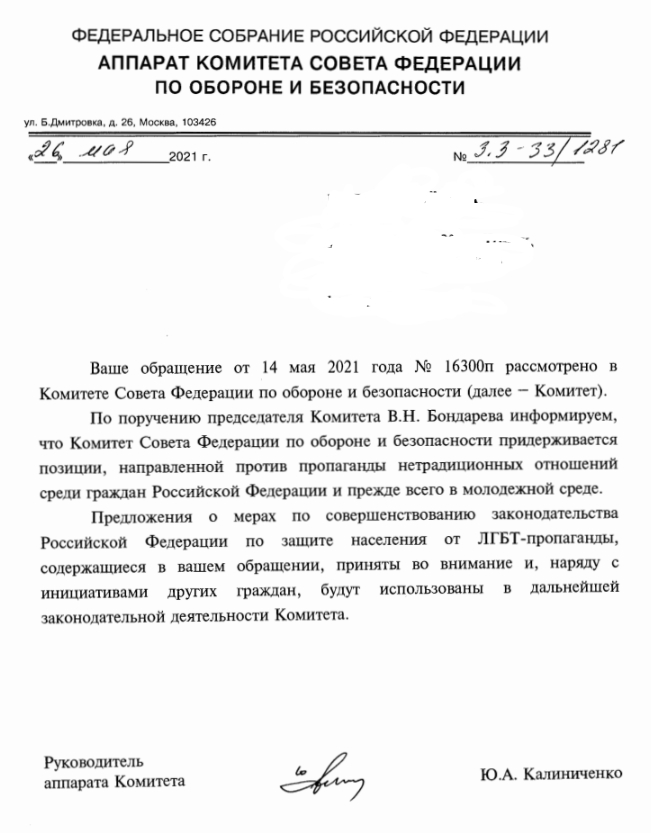 ФЕДЕРАЛЬНОЕ СОБРАНИЕ РОССИЙСКОЙ ФЕДЕРАЦИИ
АППАРАТ КОМИТЕТА СОВЕТА ФЕДЕРАЦИИ
ПО ОБОРОНЕ И БЕЗОПАСНОСТИ
ул. Б.Дмитровка, д. 26, Москва, 103426
«26» мая 2021 г. № 3.3-33/1281
Ваше обращение от 14 мая 2021 года № 16300п рассмотрено в
Комитете Совета Федерации по обороне и безопасности (далее – Комитет).
По поручению председателя Комитета В.Н. Бондарева информируем,
что Комитет Совета Федерации по обороне и безопасности придерживается
позиции, направленной против пропаганды нетрадиционных отношений
среди граждан Российской Федерации и прежде всего в молодежной среде.
Предложения о мерах по совершенствованию законодательства
Российской Федерации по защите населения от ЛГБТ-пропаганды,
содержащиеся в вашем обращении, приняты во внимание и, наряду с
инициативами других граждан, будут использованы в дальнейшей
законодательной деятельности Комитета.
Руководитель
аппарата Комитета Ю.А. Калиниченко